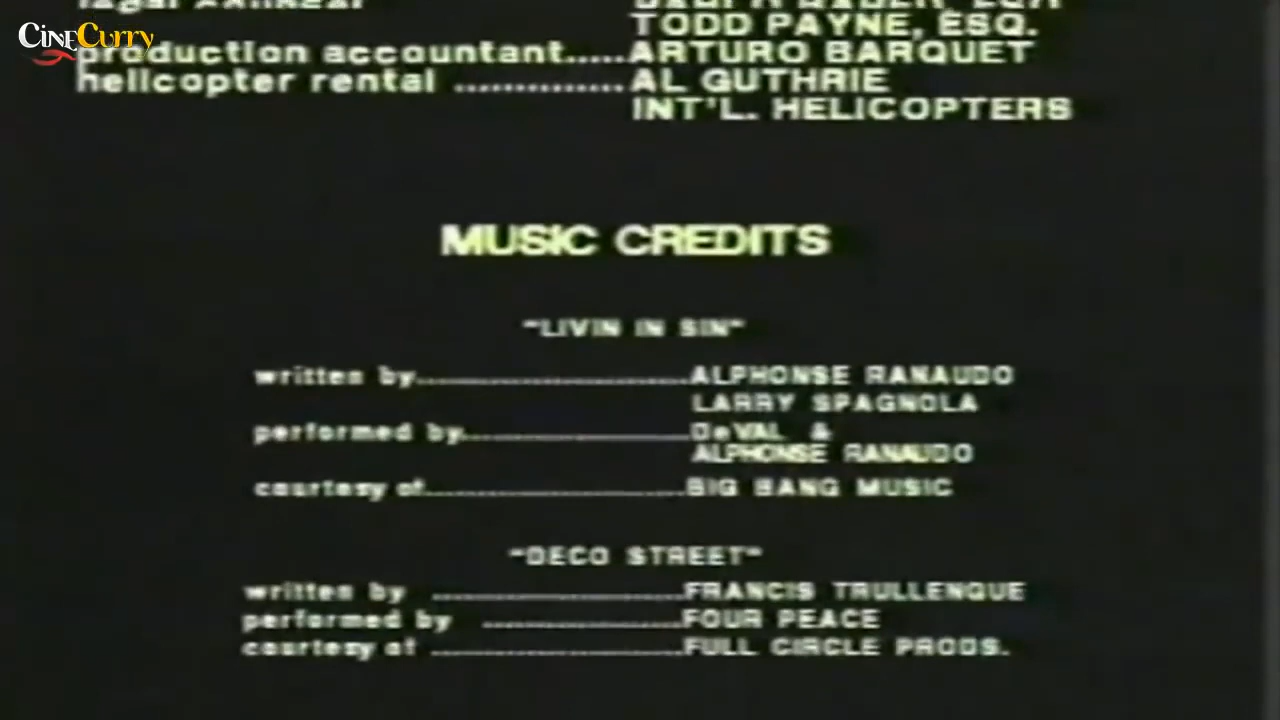 CINECURRY
TODD PAYNE, ESQ.
production accountant.....ARTURO BARQUET
helicopter rental ..............AL GUTHRIE
INT'L. HELICOPTERS
MUSIC CREDITS
"LIVIN IN SIN"
written by............................ALPHONSE RANAUDO
LARRY SPAGNOLA
performed by.......................DeVAL &
ALPHONSE RANAUDO
courtesy of..........................BIG BANG MUSIC
"DECO STREET"
written by .........................FRANCIS TRULLENQUE
performed by ....................FOUR PEACE
courtesy of .........................FULL CIRCLE PRODS.